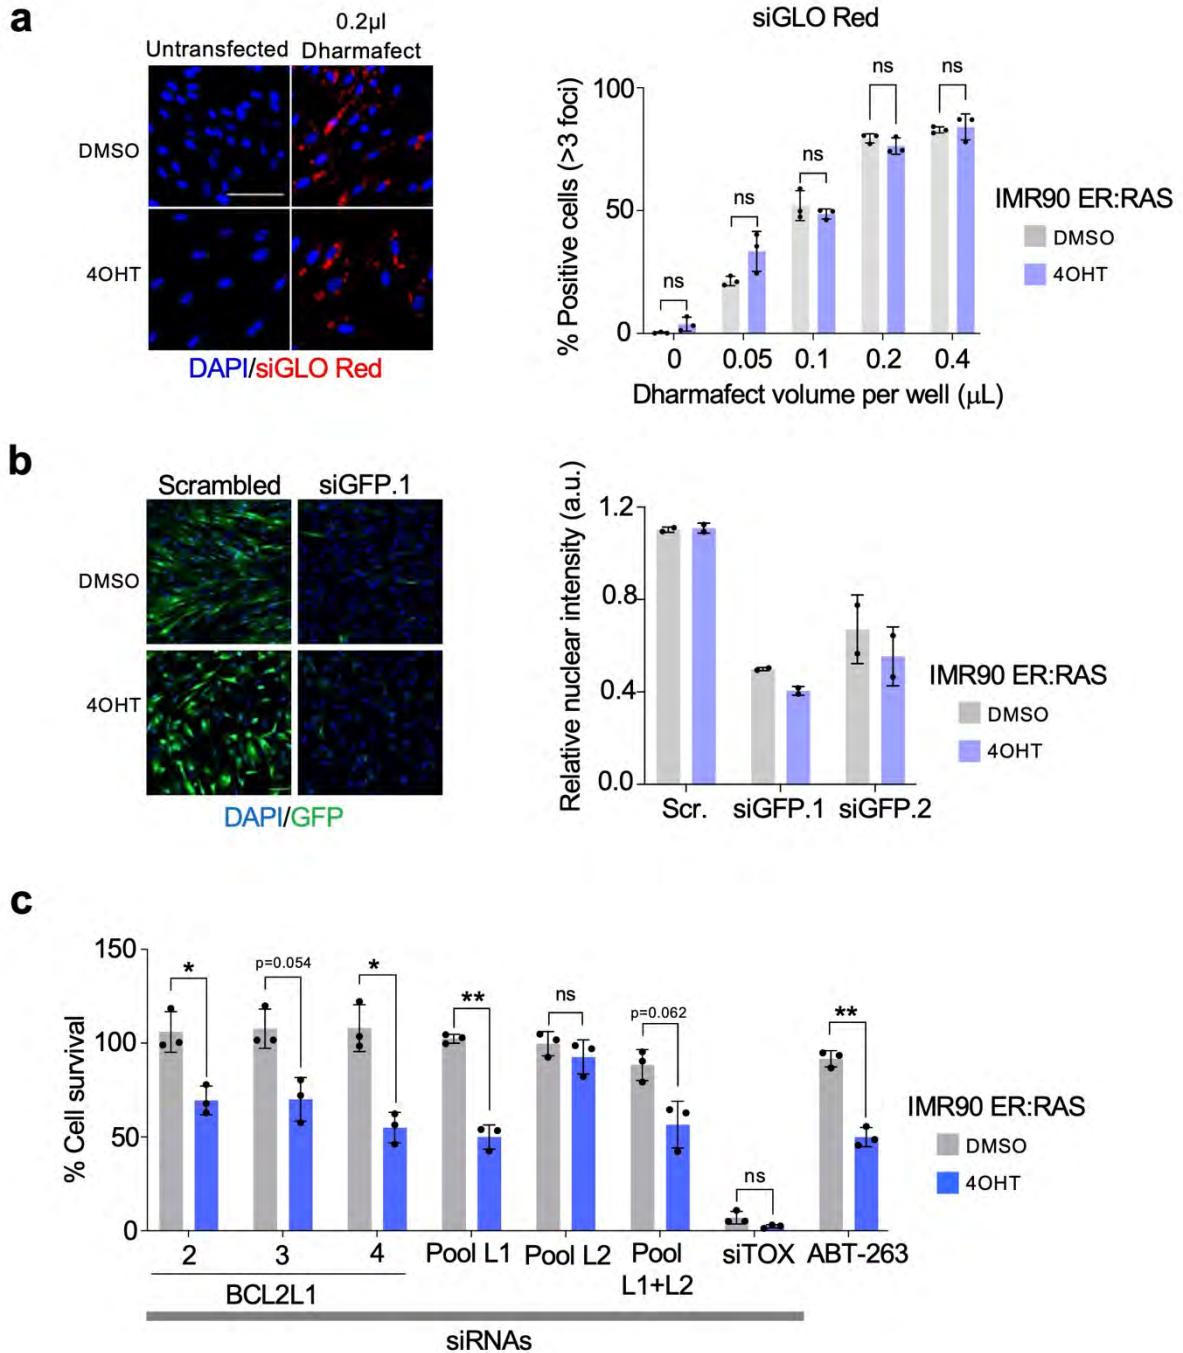 a
0.2µl
Untransfected Dharmafect
DMSO
4OHT
DAPI/siGLO Red
siGLO Red
% Positive cells (>3 foci)
100
50
0
ns
ns
ns
ns
ns
0 0.05 0.1 0.2 0.4
Dharmafect volume per well (µL)
IMR90 ER:RAS
DMSO
4OHT
b
Scrambled siGFP.1
DMSO
4OHT
DAPI/GFP
Relative nuclear intensity (a.u.)
1.2
0.8
0.4
0.0
Scr. siGFP.1 siGFP.2
IMR90 ER:RAS
DMSO
4OHT
c
% Cell survival
150
100
50
0
* p=0.054 * ** ns p=0.062 ns **
2 3 4 Pool L1 Pool L2 Pool siTOX ABT-263
L1+L2
BCL2L1
siRNAs
IMR90 ER:RAS
DMSO
4OHT